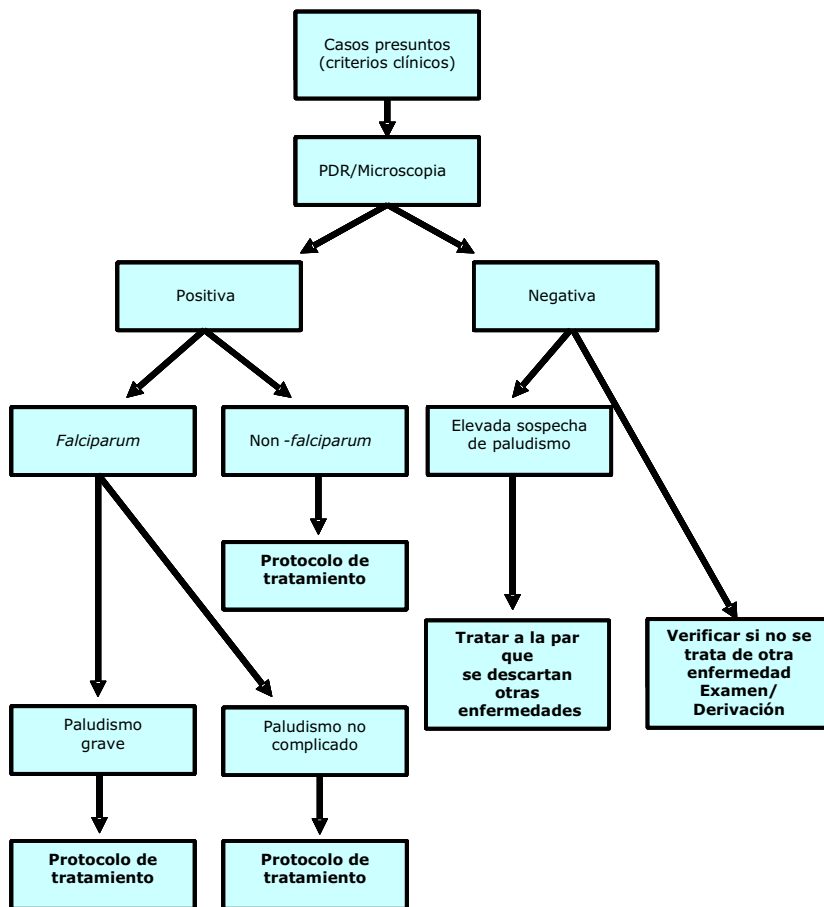 Casos presuntos
(criterios clínicos)
PDR/Microscopia
Positiva
Negativa
Falciparum
Non -falciparum
Elevada sospecha
de paludismo
Protocolo de
tratamiento
Tratar a la par
que
se descartan
otras
enfermedades
Verificar si no se
trata de otra
enfermedad
Examen/
Derivación
Paludismo
grave
Paludismo no
complicado
Protocolo de
tratamiento
Protocolo de
tratamiento